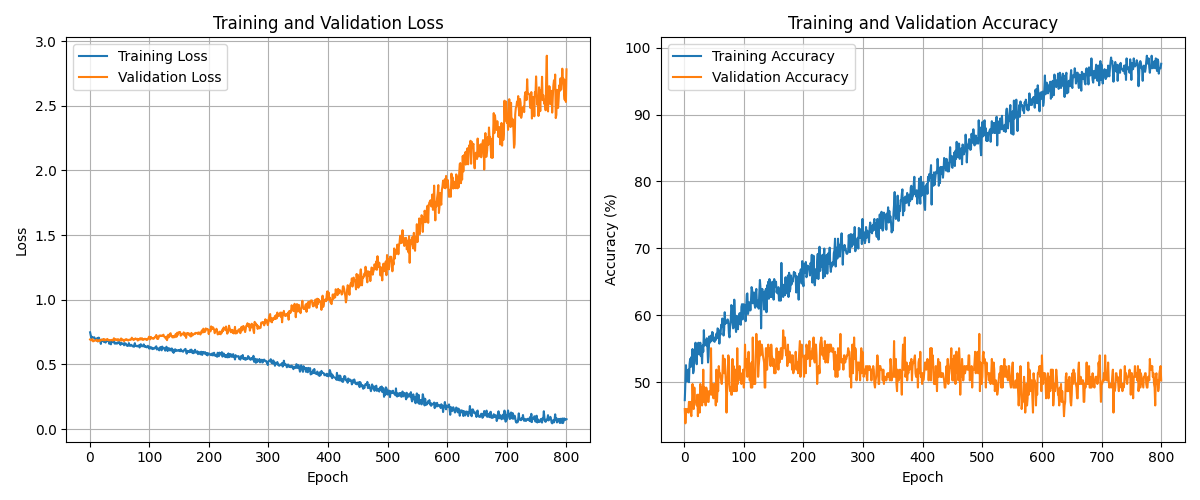 Training and Validation Loss
Training Loss
Validation Loss
3.0
2.5
2.0
1.5
1.0
0.5
0.0
Loss
0 100 200 300 400 500 600 700 800
Epoch
Training and Validation Accuracy
Training Accuracy
Validation Accuracy
100
90
80
70
60
50
Accuracy (%)
0 100 200 300 400 500 600 700 800
Epoch